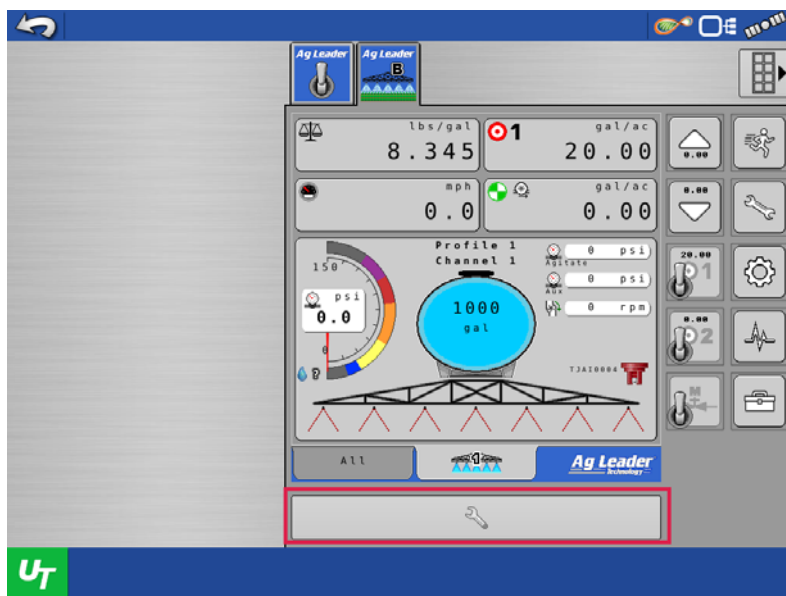 Ag Leader
Ag Leader
B
lbs/gal
8.345
1
gal/ac
20.00
mph
0.0
gal/ac
0.00
Profile 1
Channel 1
150
psi
0.0
0
?
1000
gal
0 psi
Agitate
0 psi
Aux
0 rpm
TJAI0004
All
1
Ag Leader
Technology
0.00
0.00
20.00
1
0.00
2
M
UT